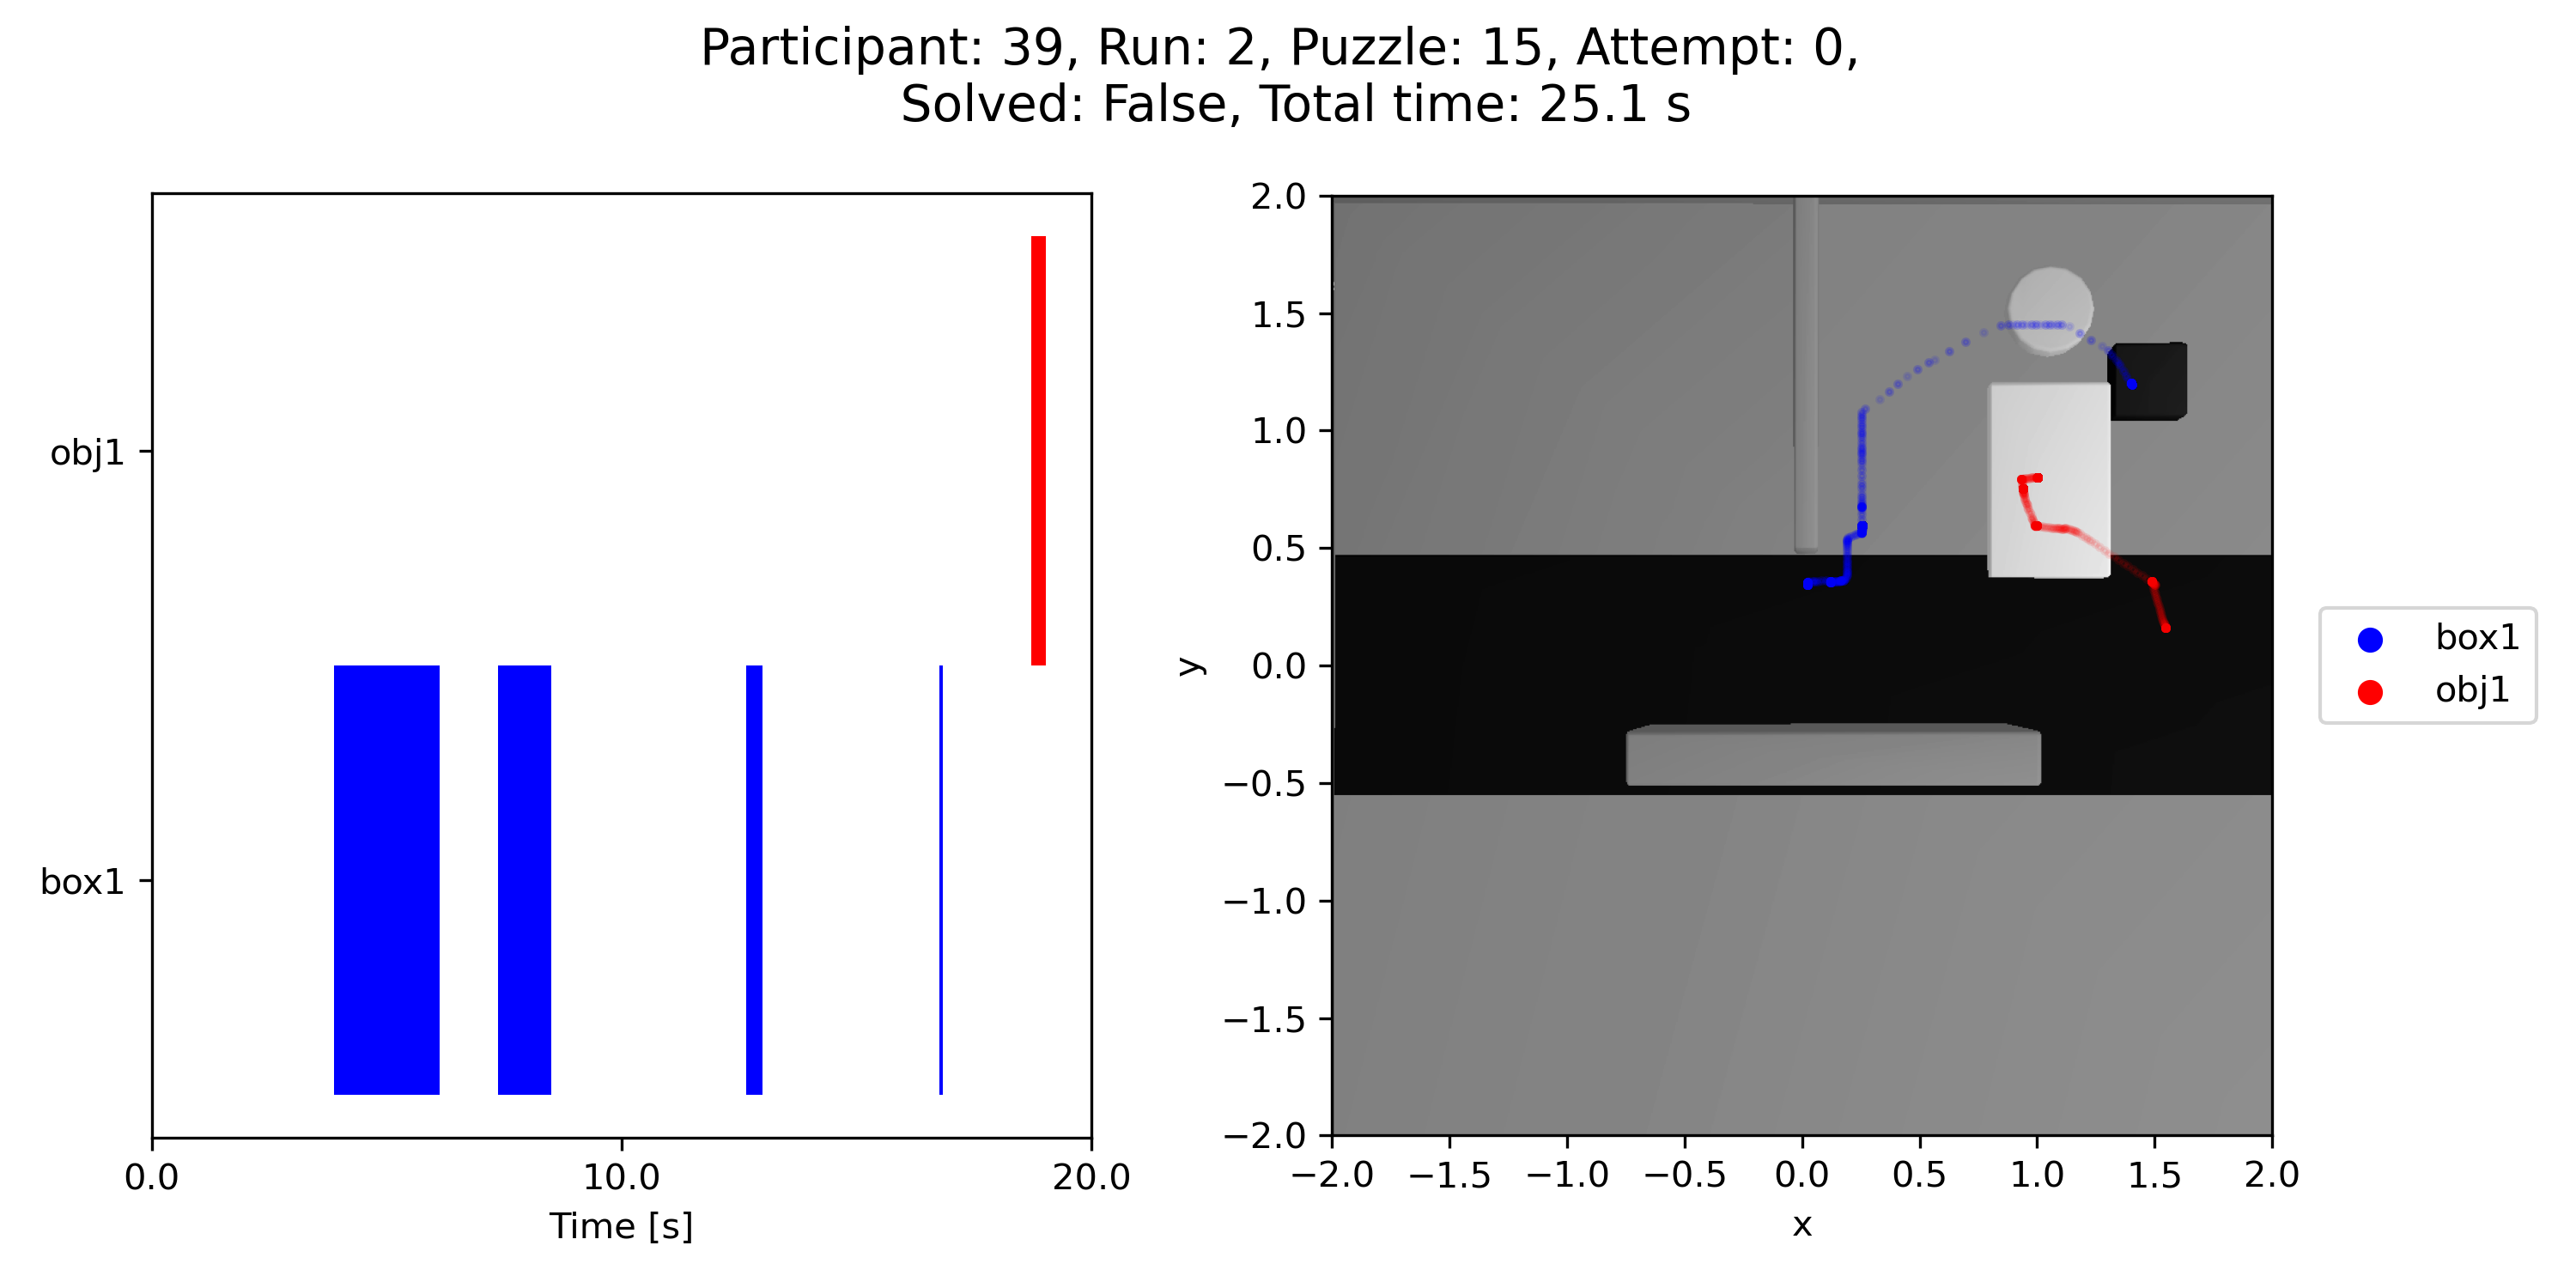 Participant: 39, Run: 2, Puzzle: 15, Attempt: 0,
Solved: False, Total time: 25.1 s
obj1
box1
0.0 10.0 20.0
Time [s]
2.0
1.5
1.0
0.5
0.0
−0.5
−1.0
−1.5
−2.0
y
−2.0 −1.5 −1.0 −0.5 0.0 0.5 1.0 1.5 2.0
x
box1
obj1